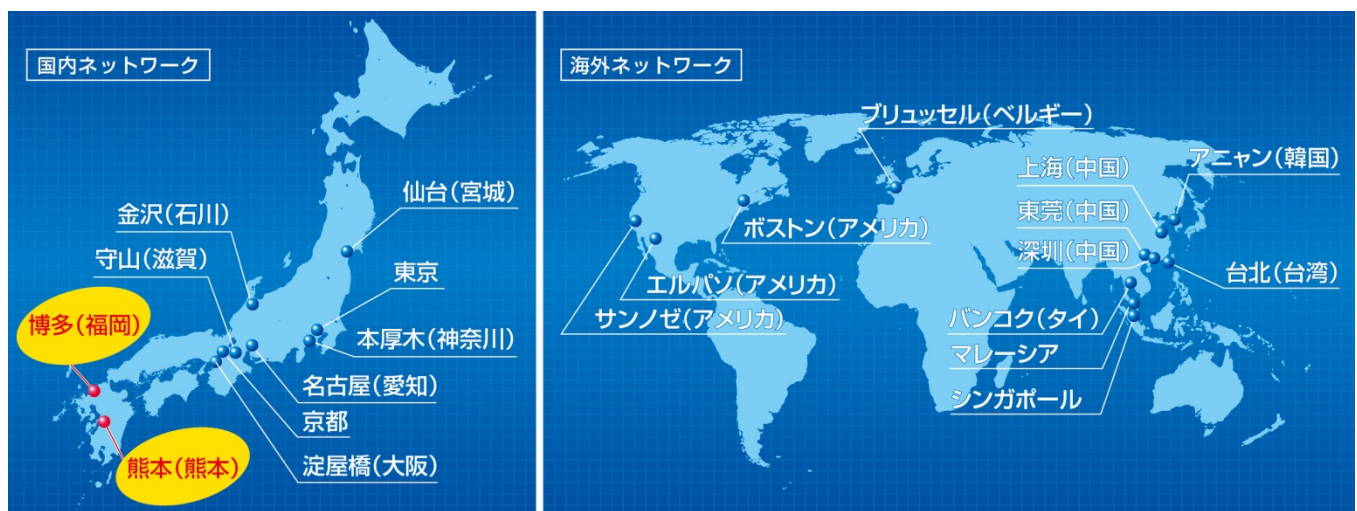 国内ネットワーク
仙台(宮城)
金沢(石川)
守山(滋賀)
東京
博多(福岡)
本厚木(神奈川)
名古屋(愛知)
京都
淀屋橋(大阪)
熊本(熊本)
海外ネットワーク
ブリュッセル(ベルギー)
アニャン(韓国)
上海(中国)
東莞(中国)
ボストン(アメリカ)
深圳(中国)
台北(台湾)
エルパソ(アメリカ)
サンノゼ(アメリカ)
バンコク(タイ)
マレーシア
シンガポール